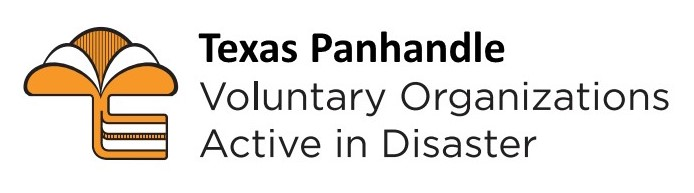 Texas Panhandle
Voluntary Organizations
Active in Disaster